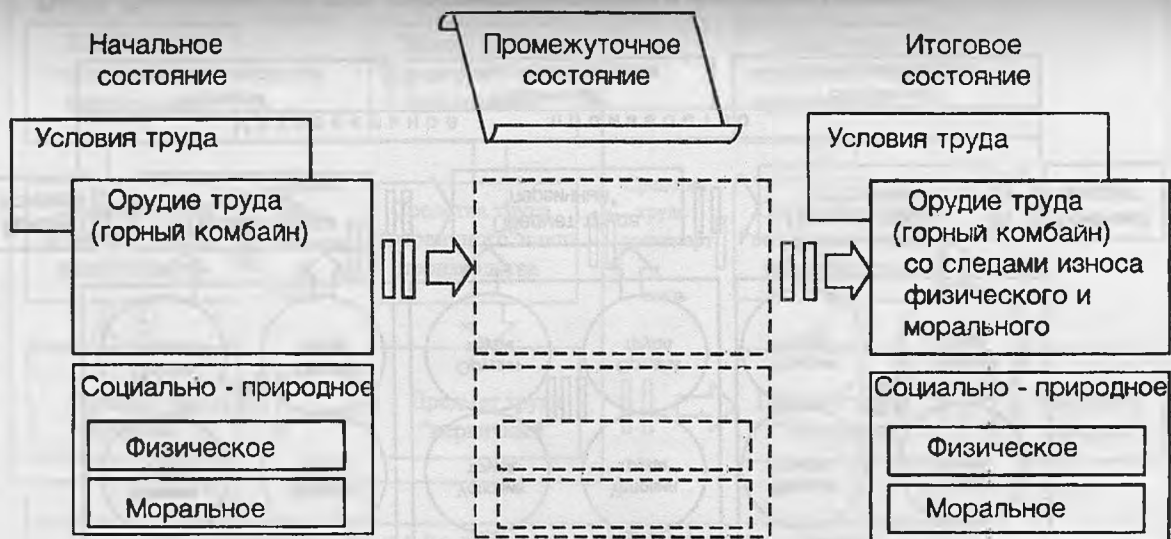 Начальное
состояние
Промежуточное
состояние
Итоговое
состояние
Условия труда
Орудие труда
(горный комбайн)
Социально - природное
Физическое
Моральное
Условия труда
Орудие труда
(горный комбайн)
со следами износа
физического и
морального
Социально - природное
Физическое
Моральное